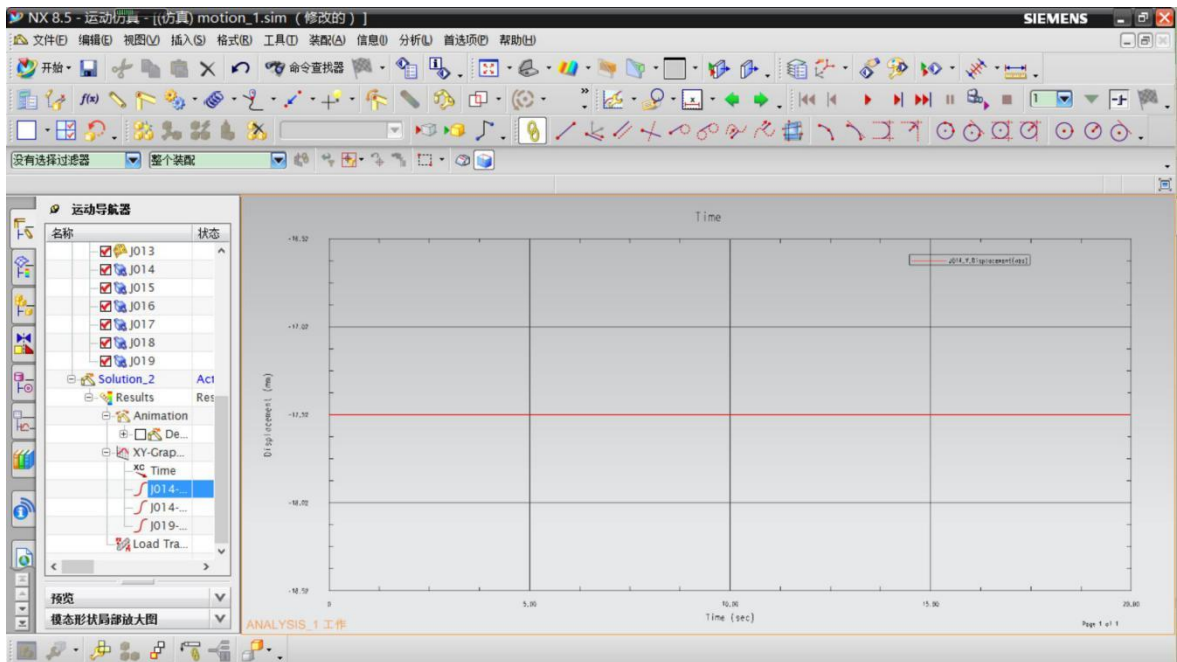 NX 8.5 - 运动仿真 - [(仿真) motion_1.sim （修改的）]
SIEMENS
文件(F) 编辑(E) 视图(V) 插入(S) 格式(R) 工具(T) 装配(A) 信息(I) 分析(L) 首选项(P) 帮助(H)
开始
命令查找器
f(x)
1
没有选择过滤器
整个装配
运动导航器
名称 状态
J013
J014
J015
J016
J017
J018
J019
Solution_2 Act
Results Res
Animation
De...
XY-Grap...
XC Time
J014-...
J014-...
J019-...
Load Tra...
预览
模态形状局部放大图
Time
-16.52
-17.02
-17.52
-18.02
-18.52
Displacement (mm)
J014_Y,Displacement(abs)
0 5.00 10.00 15.00 20.00
Time (sec)
Page 1 of 1
ANALYSIS_1 工作